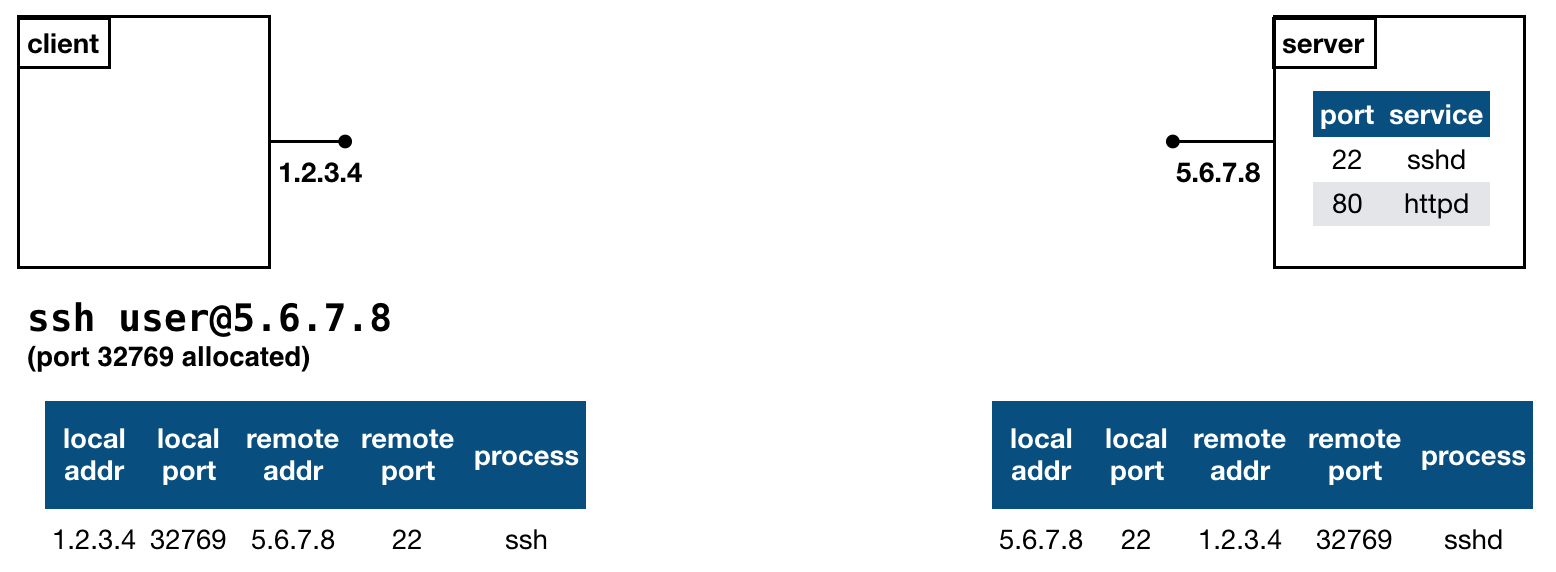 client
server
port service
22 sshd
80 httpd
1.2.3.4
5.6.7.8
ssh user@5.6.7.8
(port 32769 allocated)
local addr local port remote addr remote port process
1.2.3.4 32769 5.6.7.8 22 ssh
local addr local port remote addr remote port process
5.6.7.8 22 1.2.3.4 32769 sshd